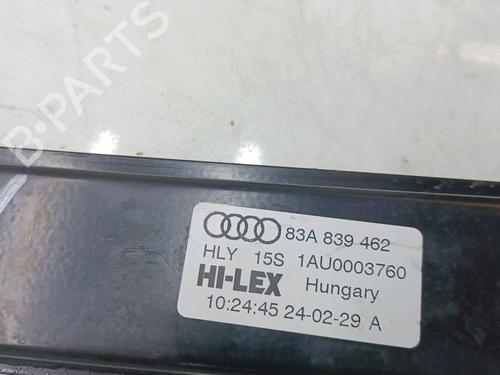 B-PARTS
83A 839 462
HLY 15S 1AU0003760
HI-LEX Hungary
10:24:45 24-02-29 A